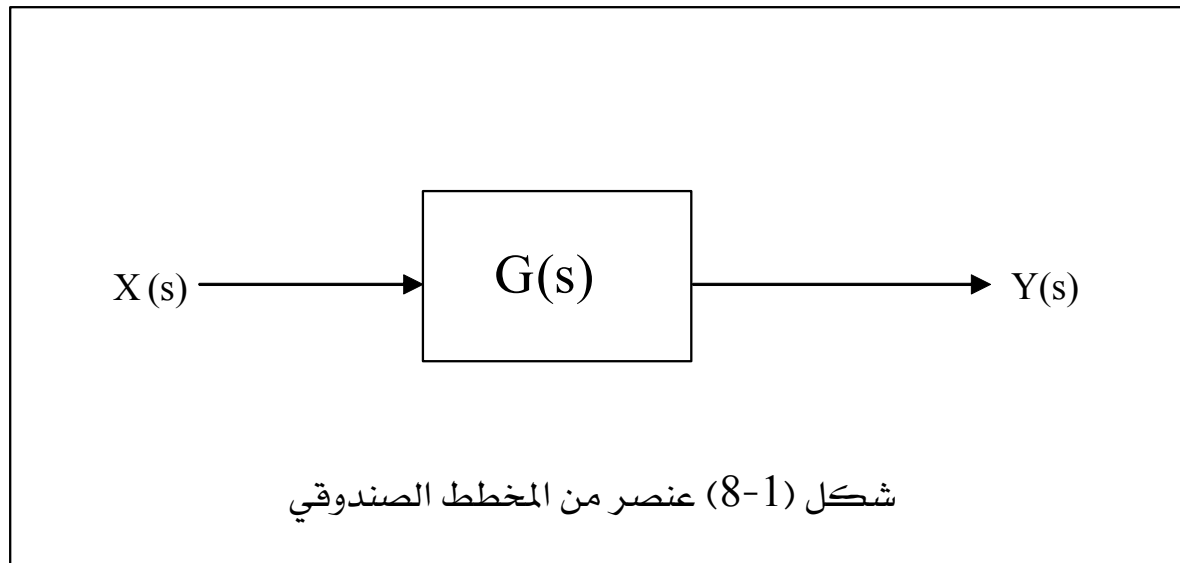 X (s) G(s) Y(s)
شكل (8-1) عنصر من المخطط الصندوقي